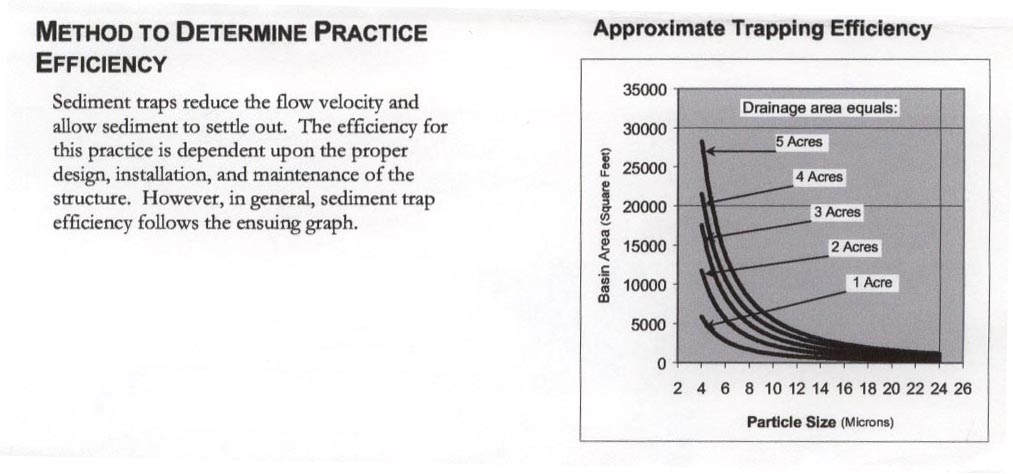 METHOD TO DETERMINE PRACTICE
EFFICIENCY
Sediment traps reduce the flow velocity and
allow sediment to settle out. The efficiency for
this practice is dependent upon the proper
design, installation, and maintenance of the
structure. However, in general, sediment trap
efficiency follows the ensuing graph.
Approximate Trapping Efficiency
Drainage area equals:
5 Acres
4 Acres
3 Acres
2 Acres
1 Acre
Basin Area (Square Feet)
35000
30000
25000
20000
15000
10000
5000
0
2 4 6 8 10 12 14 16 18 20 22 24 26
Particle Size (Microns)